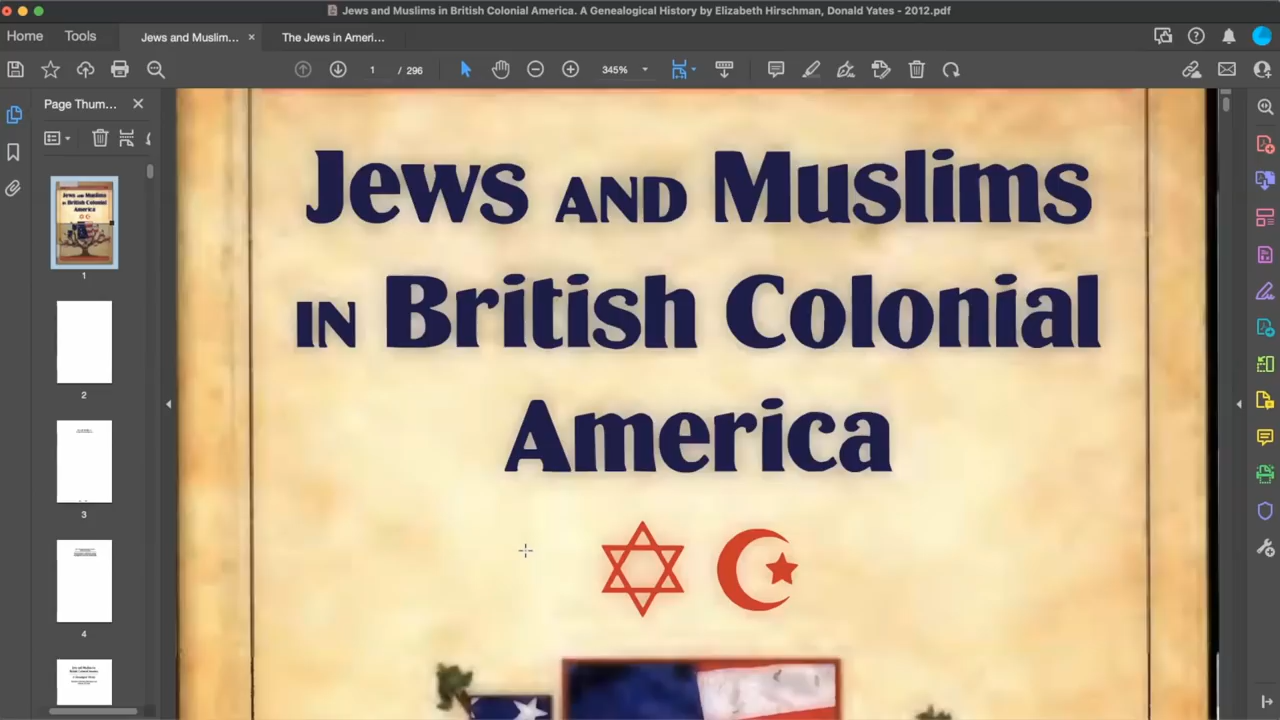 Jews and Muslims in British Colonial America. A Genealogical History by Elizabeth Hirschman, Donald Yates - 2012.pdf
Home
Tools
Jews and Muslim...
The Jews in Ameri...
1 / 296
345%
Page Thum...
Jews AND Muslims
IN British Colonial
America
1
2
3
4